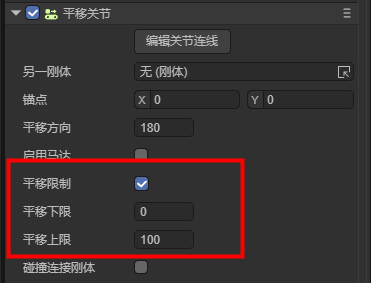 平移关节
编辑关节连线
另一刚体 无 (刚体)
锚点 X 0 Y 0
平移方向 180
启用马达
平移限制
平移下限 0
平移上限 100
碰撞连接刚体